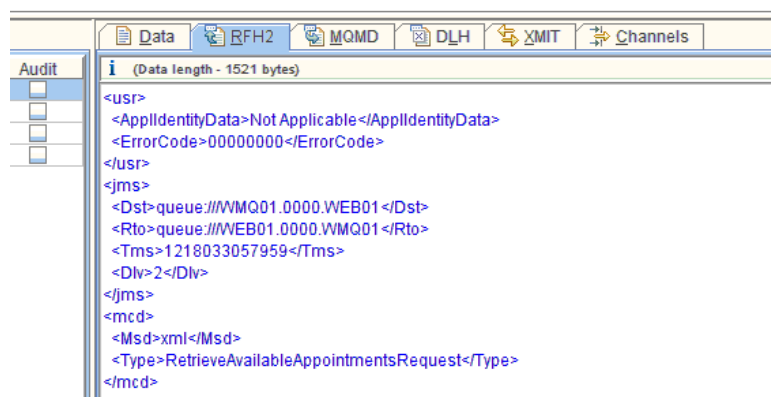 Data RFH2 MQMD DLH XMIT Channels
Audit
i (Data length - 1521 bytes)
<usr>
<ApplIdentityData>Not Applicable</ApplIdentityData>
<ErrorCode>00000000</ErrorCode>
</usr>
<jms>
<Dst>queue:///WMQ01.0000.WEB01</Dst>
<Rto>queue:///WEB01.0000.WMQ01</Rto>
<Tms>1218033057959</Tms>
<Dlv>2</Dlv>
</jms>
<mcd>
<Msd>xml</Msd>
<Type>RetrieveAvailableAppointmentsRequest</Type>
</mcd>